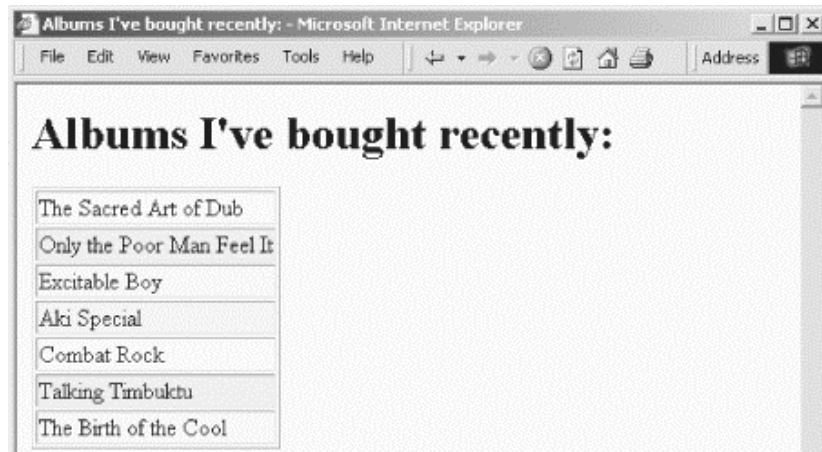 Albums I've bought recently: - Microsoft Internet Explorer
File Edit View Favorites Tools Help Address
Albums I've bought recently:
The Sacred Art of Dub
Only the Poor Man Feel It
Excitable Boy
Aki Special
Combat Rock
Talking Timbuktu
The Birth of the Cool